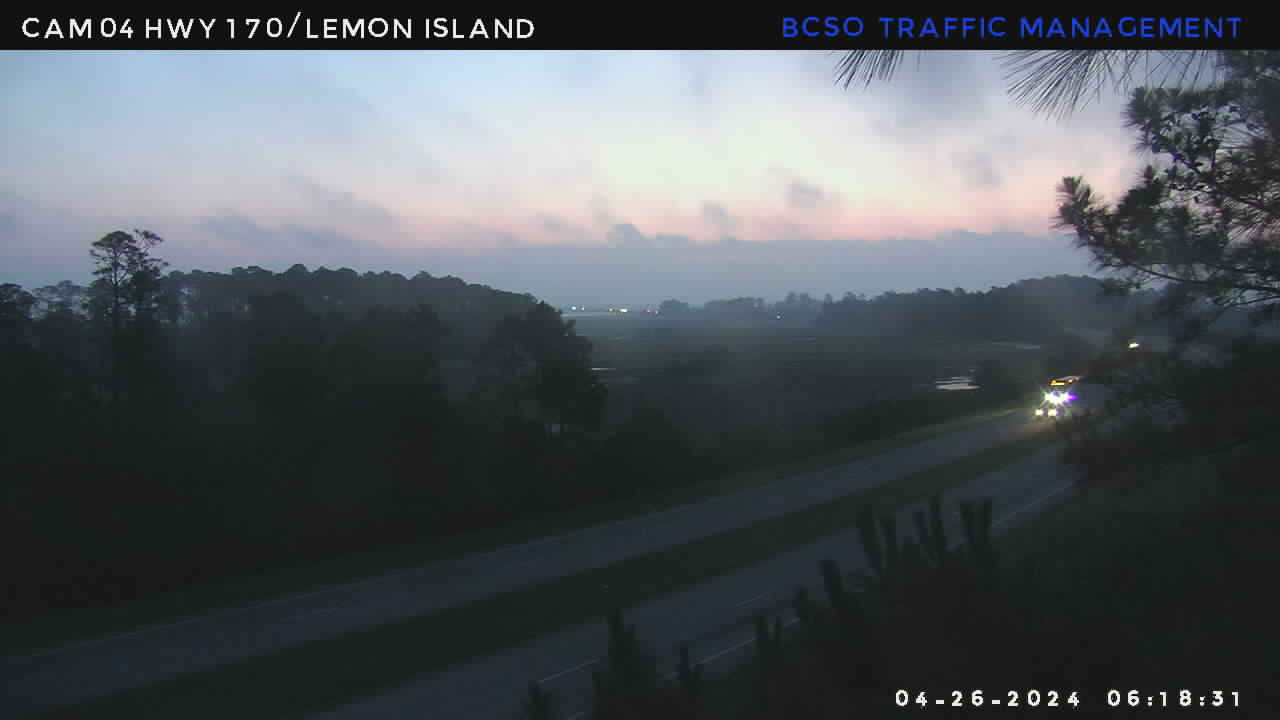 CAM04 HWY 170/LEMON ISLAND
BCSO TRAFFIC MANAGEMENT
04-26-2024 06:18:31